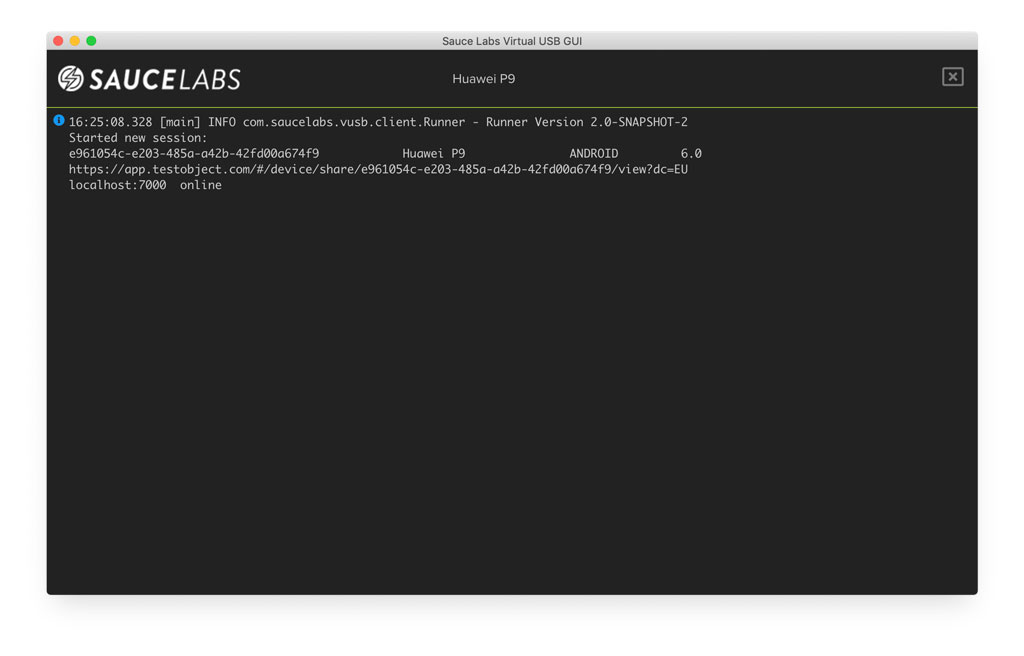 Sauce Labs Virtual USB GUI
SAUCELABS
Huawei P9
16:25:08.328 [main] INFO com.saucelabs.vusb.client.Runner - Runner Version 2.0-SNAPSHOT-2
Started new session:
e961054c-e203-485a-a42b-42fd00a674f9 Huawei P9 ANDROID 6.0
https://app.testobject.com/#/device/share/e961054c-e203-485a-a42b-42fd00a674f9/view?dc=EU
localhost:7000 online